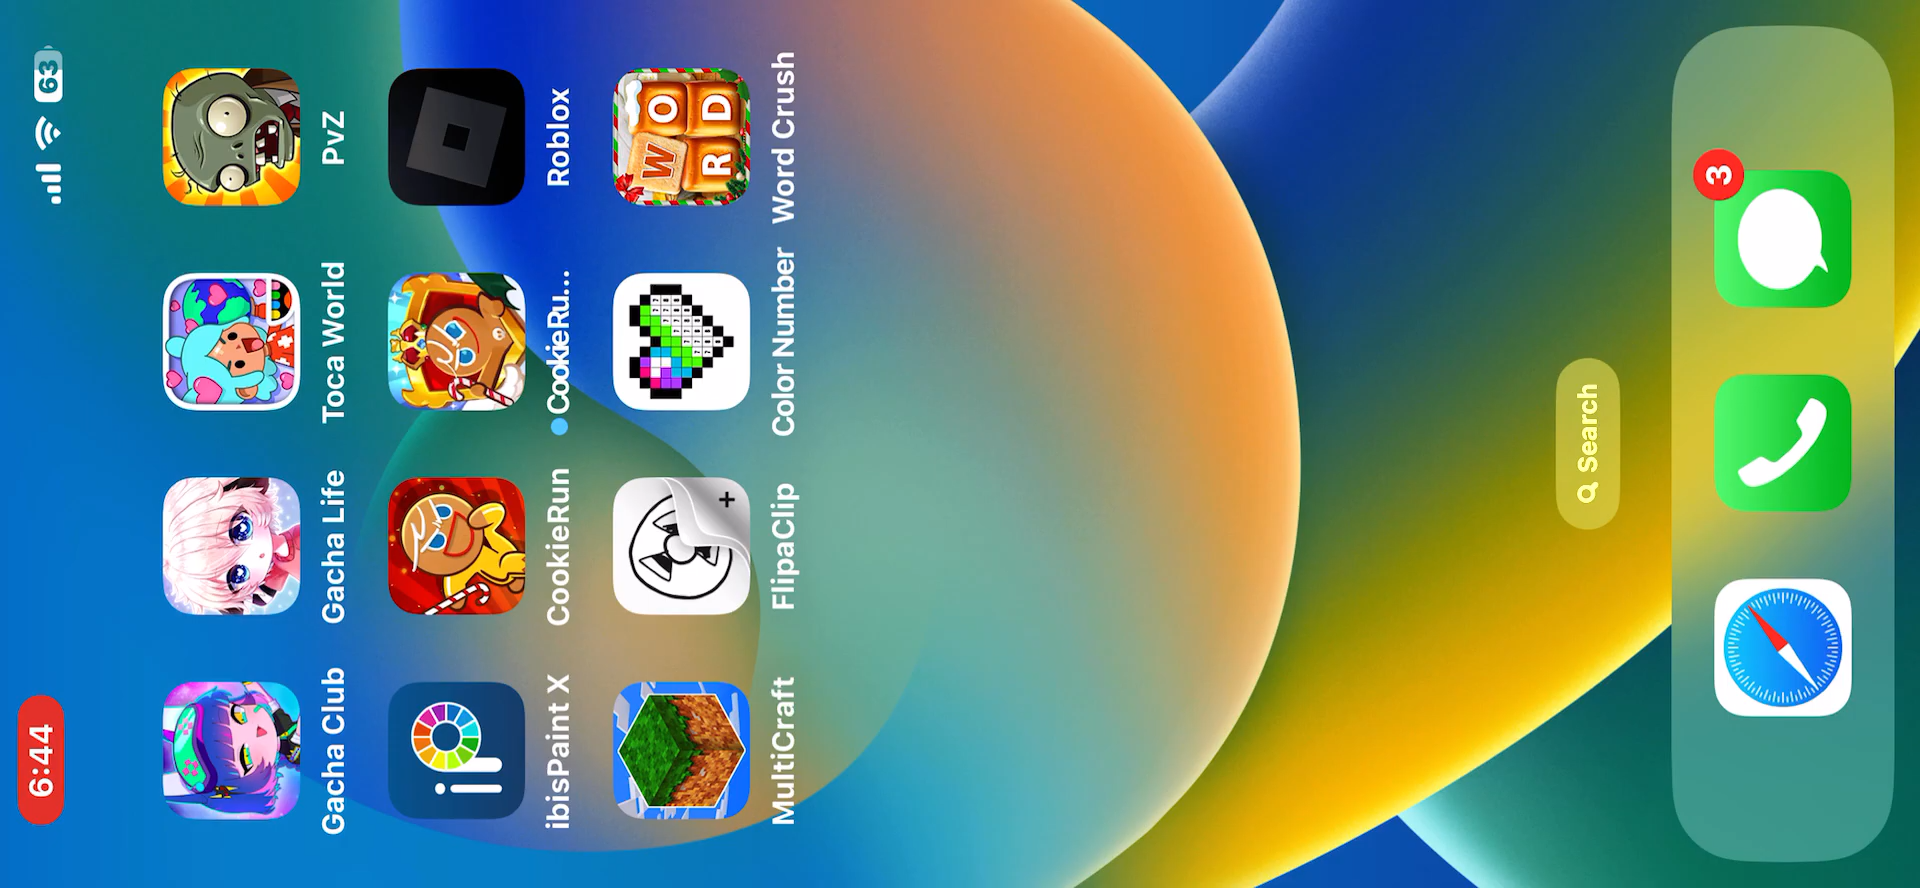 6:44
63
Gacha Club
Gacha Life
Toca World
PvZ
ibisPaint X
CookieRun
CookieRu...
Roblox
W O
R D
MultiCraft
FlipaClip
Color Number
Word Crush
Search
3